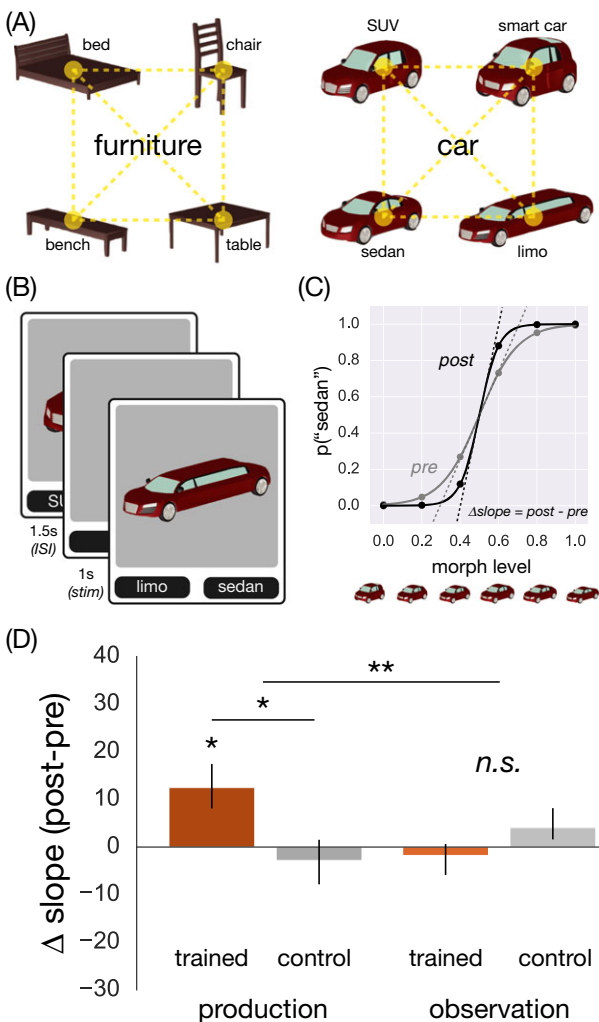 (A)
bed
chair
furniture
bench
table
SUV
smart car
car
sedan
limo
(B)
SU
1.5s
(ISI)
1s
(stim)
limo
sedan
(C)
1.0
0.8
0.6
0.4
0.2
0.0
p(“sedan”)
post
pre
Δslope = post - pre
0.0 0.2 0.4 0.6 0.8 1.0
morph level
(D)
40
30
20
10
0
−10
−20
−30
Δ slope (post-pre)
**
*
*
n.s.
trained control trained control
production observation